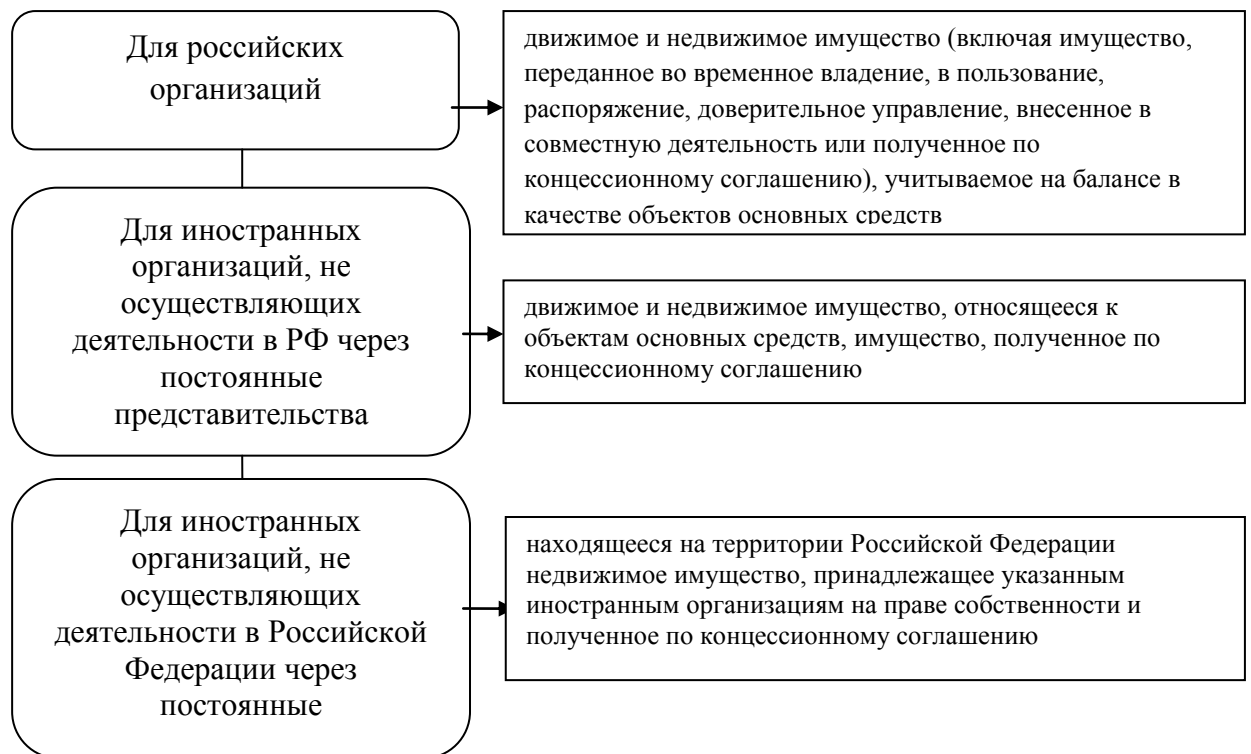 Для российских
организаций
движимое и недвижимое имущество (включая имущество,
переданное во временное владение, в пользование,
распоряжение, доверительное управление, внесенное в
совместную деятельность или полученное по
концессионному соглашению), учитываемое на балансе в
качестве объектов основных средств
Для иностранных
организаций, не
осуществляющих
деятельности в РФ через
постоянные
представительства
движимое и недвижимое имущество, относящееся к
объектам основных средств, имущество, полученное по
концессионному соглашению
Для иностранных
организаций, не
осуществляющих
деятельности в Российской
Федерации через
постоянные
находящееся на территории Российской Федерации
недвижимое имущество, принадлежащее указанным
иностранным организациям на праве собственности и
полученное по концессионному соглашению